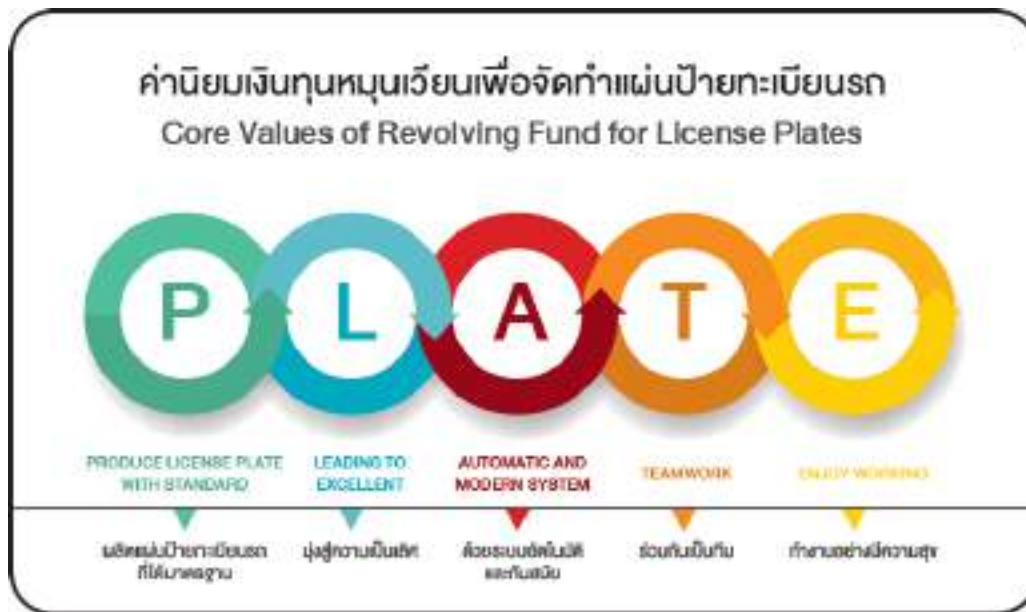 ค่านิยมเงินทุนหมุนเวียนเพื่อจัดทำแผ่นป้ายทะเบียนรถ
Core Values of Revolving Fund for License Plates
P L A T E
PRODUCE LICENSE PLATE
WITH STANDARD
LEADING TO
EXCELLENT
AUTOMATIC AND
MODERN SYSTEM
TEAMWORK
ENJOY WORKING
ผลิตแผ่นป้ายทะเบียนรถ
ที่ได้มาตรฐาน
มุ่งสู่ความเป็นเลิศ
ด้วยระบบอัตโนมัติ
และทันสมัย
ร่วมกันเป็นทีม
ทำงานอย่างมีความสุข